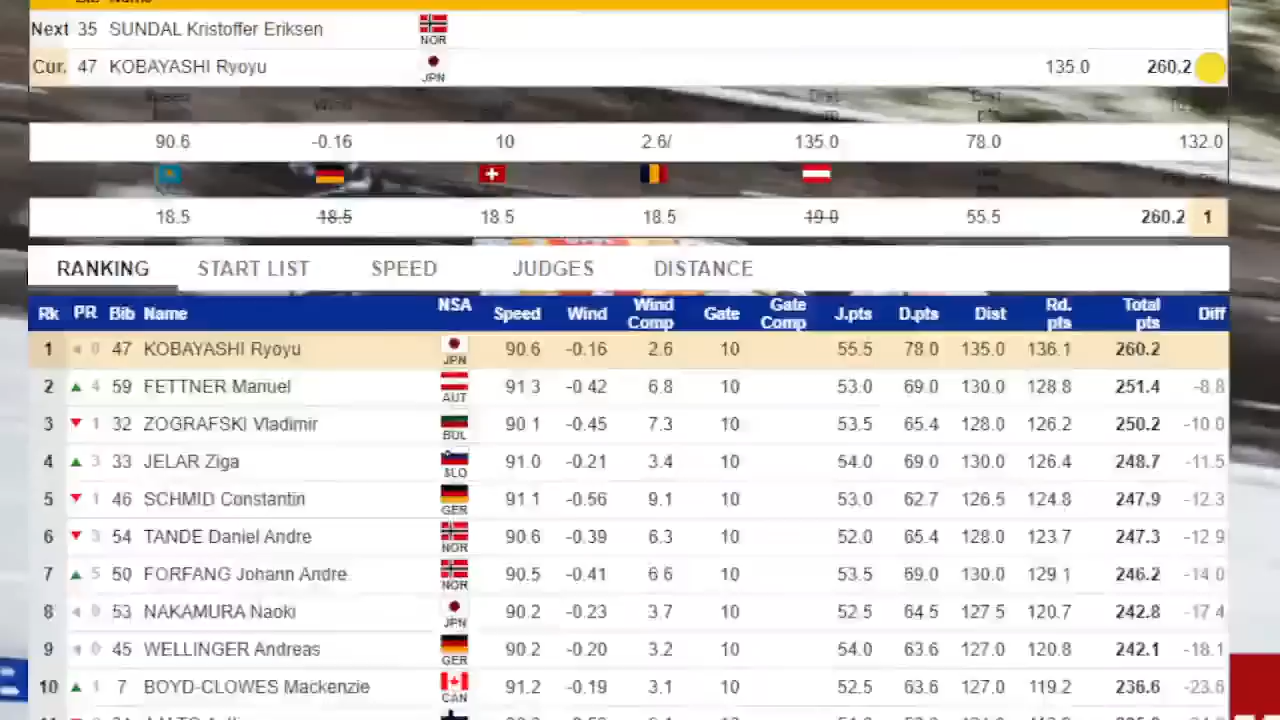 Next 35 SUNDAL Kristoffer Eriksen NOR
Cur. 47 KOBAYASHI Ryoyu JPN 135.0 260.2
90.6 -0.16 10 2.6/ 135.0 78.0 132.0
18.5 18.5 18.5 18.5 19.0 55.5 260.2 1
RANKING START LIST SPEED JUDGES DISTANCE
Rk PR Bib Name NSA Speed Wind Wind Comp Gate Gate Comp J.pts D.pts Dist Rd. pts Total pts Diff
1 0 47 KOBAYASHI Ryoyu JPN 90.6 -0.16 2.6 10 55.5 78.0 135.0 136.1 260.2
2 4 59 FETTNER Manuel AUT 91.3 -0.42 6.8 10 53.0 69.0 130.0 128.8 251.4 -8.8
3 1 32 ZOGRAFSKI Vladimir BUL 90.1 -0.45 7.3 10 53.5 65.4 128.0 126.2 250.2 -10.0
4 3 33 JELAR Ziga SLO 91.0 -0.21 3.4 10 54.0 69.0 130.0 126.4 248.7 -11.5
5 1 46 SCHMID Constantin GER 91.1 -0.56 9.1 10 53.0 62.7 126.5 124.8 247.9 -12.3
6 3 54 TANDE Daniel Andre NOR 90.6 -0.39 6.3 10 52.0 65.4 128.0 123.7 247.3 -12.9
7 5 50 FORFANG Johann Andre NOR 90.5 -0.41 6.6 10 53.5 69.0 130.0 129.1 246.2 -14.0
8 0 53 NAKAMURA Naoki JPN 90.2 -0.23 3.7 10 52.5 64.5 127.5 120.7 242.8 -17.4
9 0 45 WELLINGER Andreas GER 90.2 -0.20 3.2 10 54.0 63.6 127.0 120.8 242.1 -18.1
10 1 7 BOYD-CLOWES Mackenzie CAN 91.2 -0.19 3.1 10 52.5 63.6 127.0 119.2 236.6 -23.6